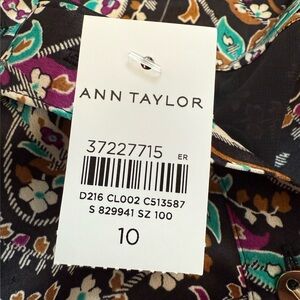 ANN TAYLOR
37227715 ER
D216 CL002 C513587
S 829941 SZ 100
10